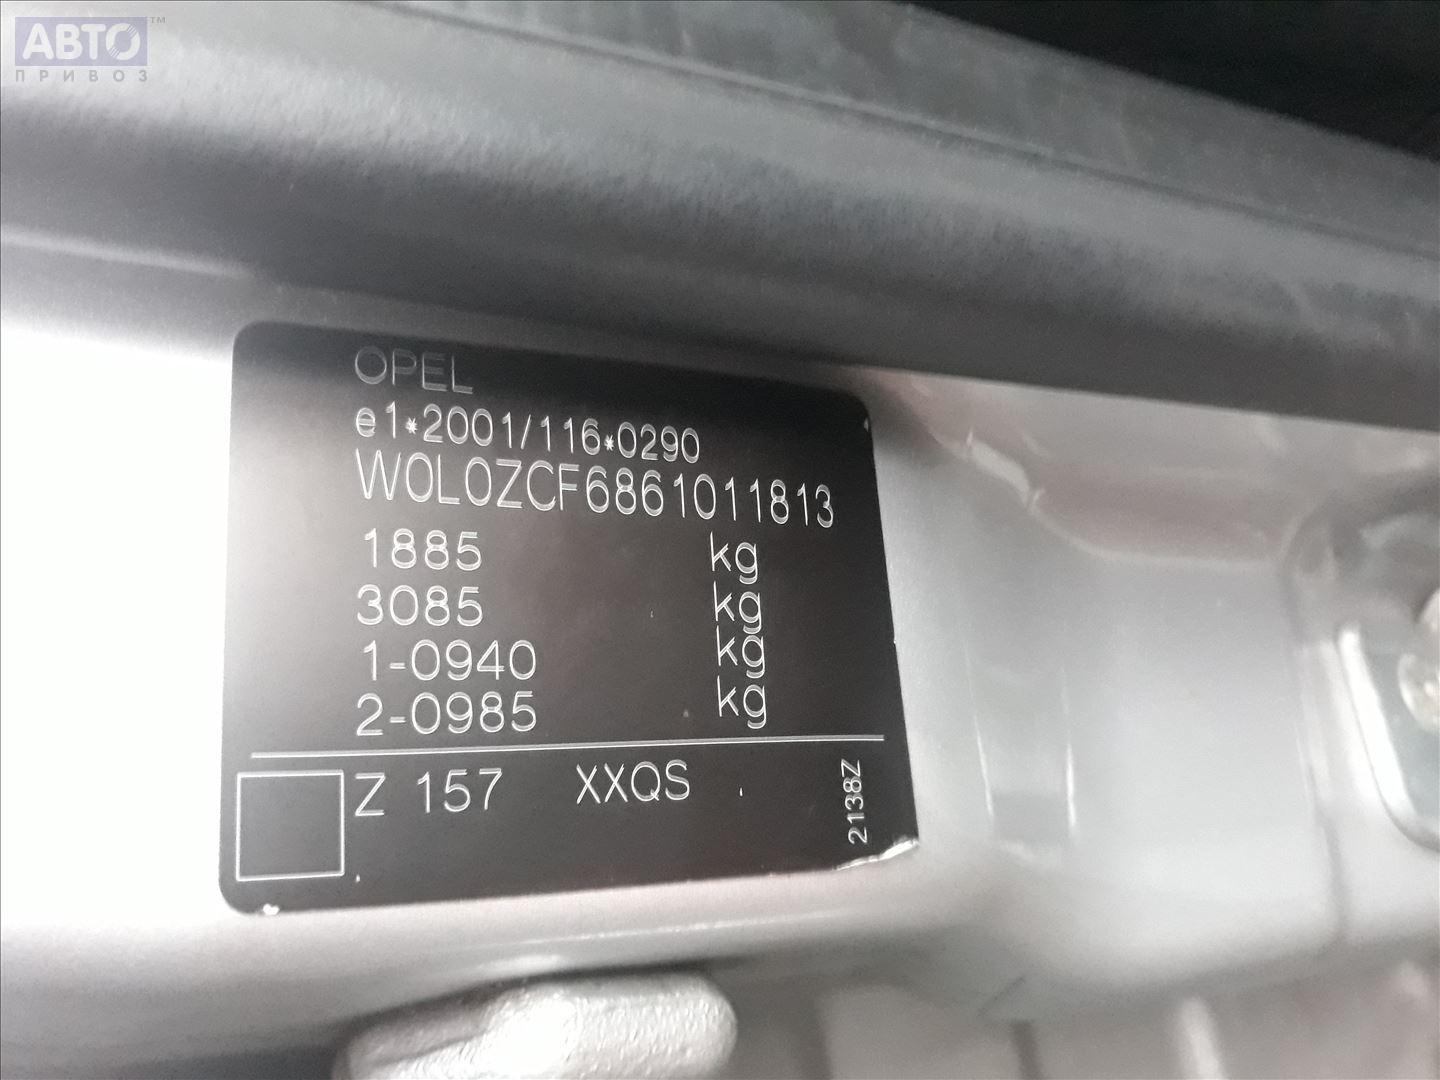 АВТО™
ПРИВОЗ
OPEL
e1*2001/116*0290
W0L0ZCF6861011813
1885 kg
3085 kg
1-0940 kg
2-0985 kg
Z 157 XXQS
2138Z